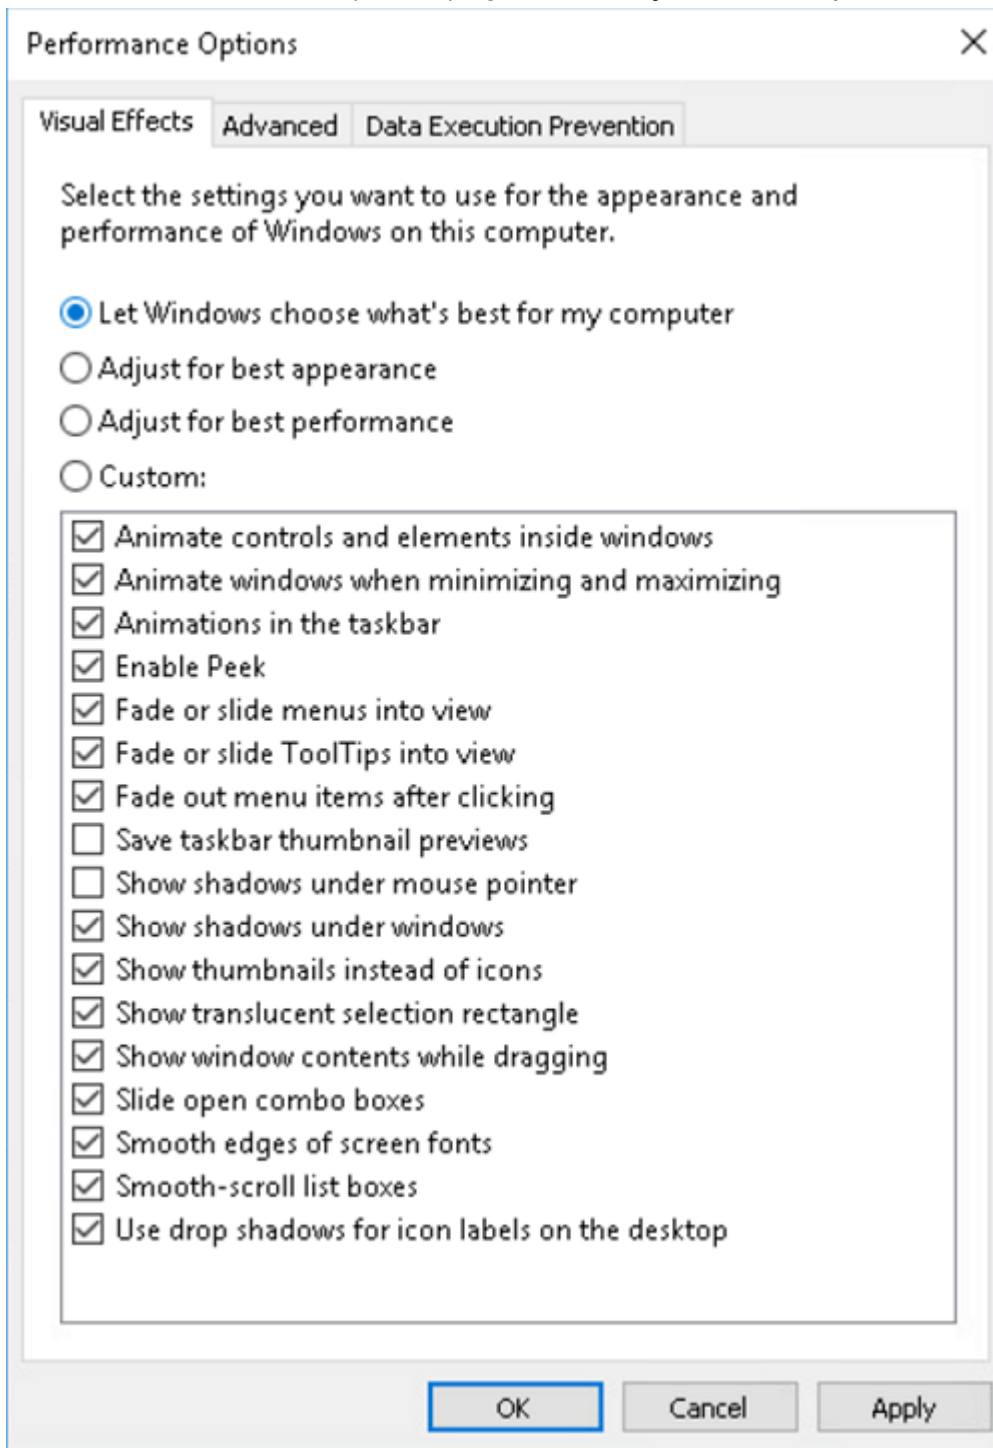 Performance Options
Visual Effects
Advanced
Data Execution Prevention
Select the settings you want to use for the appearance and
performance of Windows on this computer.
Let Windows choose what's best for my computer
Adjust for best appearance
Adjust for best performance
Custom:
Animate controls and elements inside windows
Animate windows when minimizing and maximizing
Animations in the taskbar
Enable Peek
Fade or slide menus into view
Fade or slide ToolTips into view
Fade out menu items after clicking
Save taskbar thumbnail previews
Show shadows under mouse pointer
Show shadows under windows
Show thumbnails instead of icons
Show translucent selection rectangle
Show window contents while dragging
Slide open combo boxes
Smooth edges of screen fonts
Smooth-scroll list boxes
Use drop shadows for icon labels on the desktop
OK
Cancel
Apply